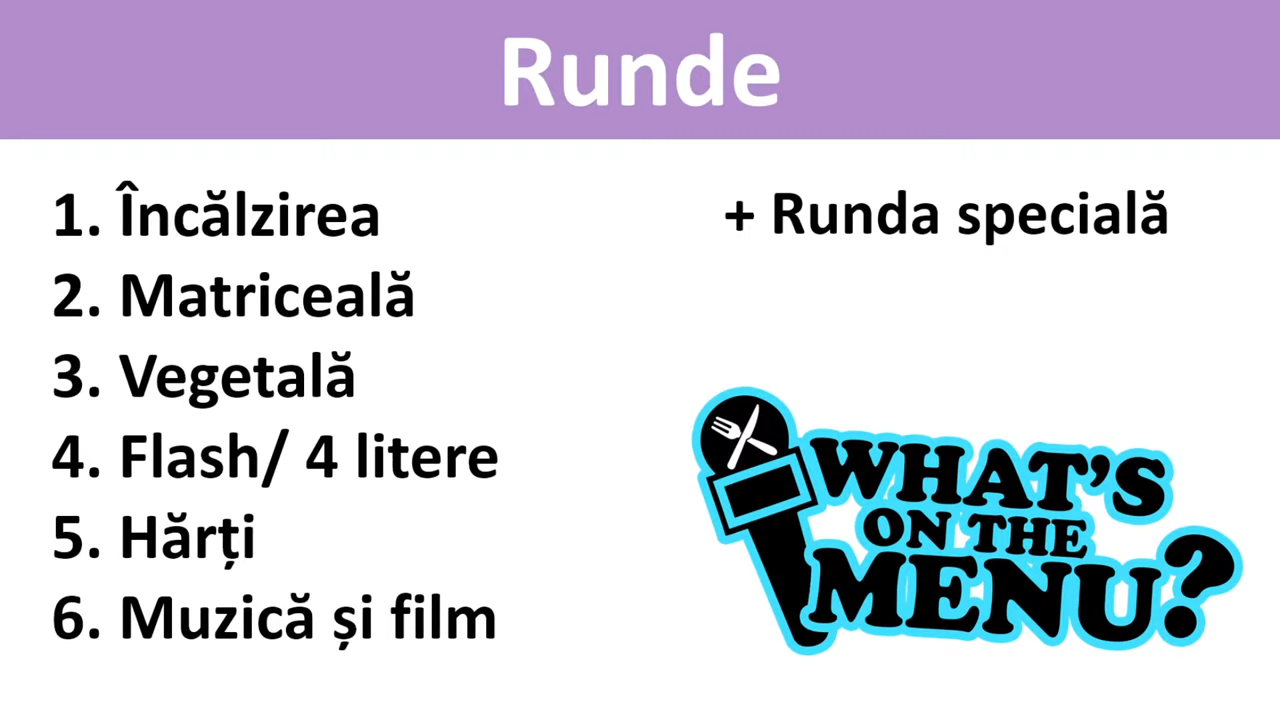 Runde
1. Încălzirea
2. Matriceală
3. Vegetală
4. Flash/ 4 litere
5. Hărți
6. Muzică și film
+ Runda specială
WHAT'S
ON THE
MENU?